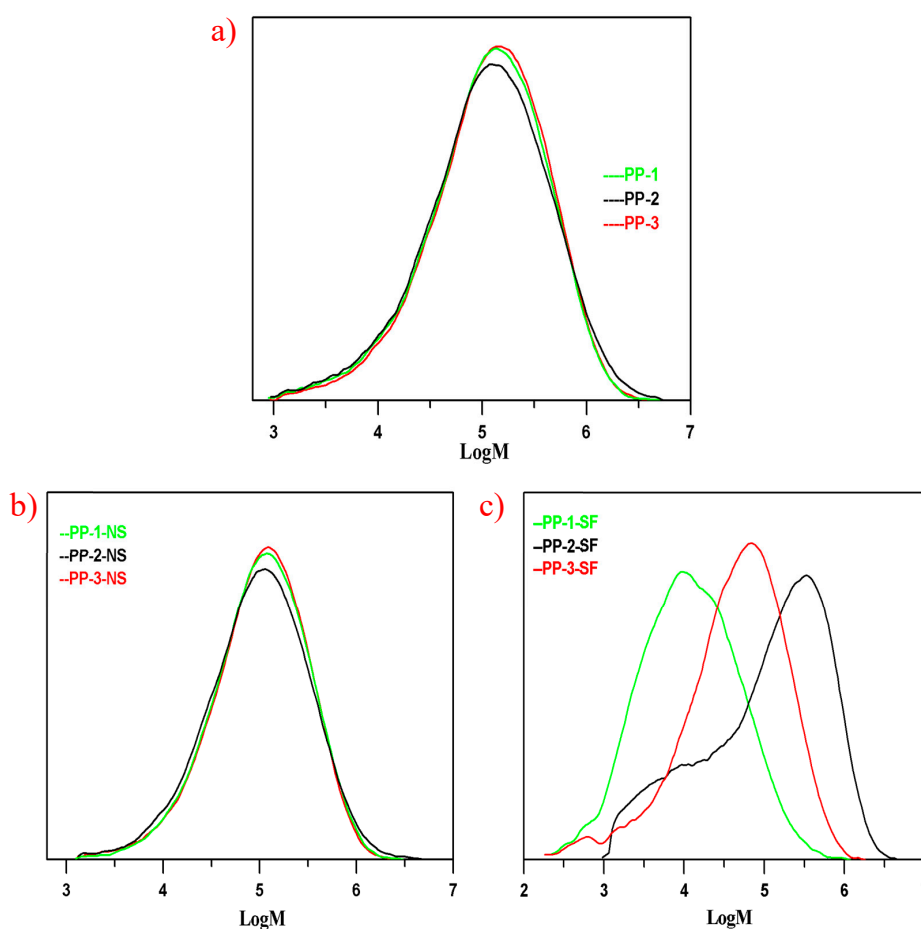 a)
----PP-1
----PP-2
----PP-3
3 4 5 6 7
LogM
b)
--PP-1-NS
--PP-2-NS
--PP-3-NS
3 4 5 6 7
LogM
c)
–PP-1-SF
–PP-2-SF
–PP-3-SF
2 3 4 5 6
LogM